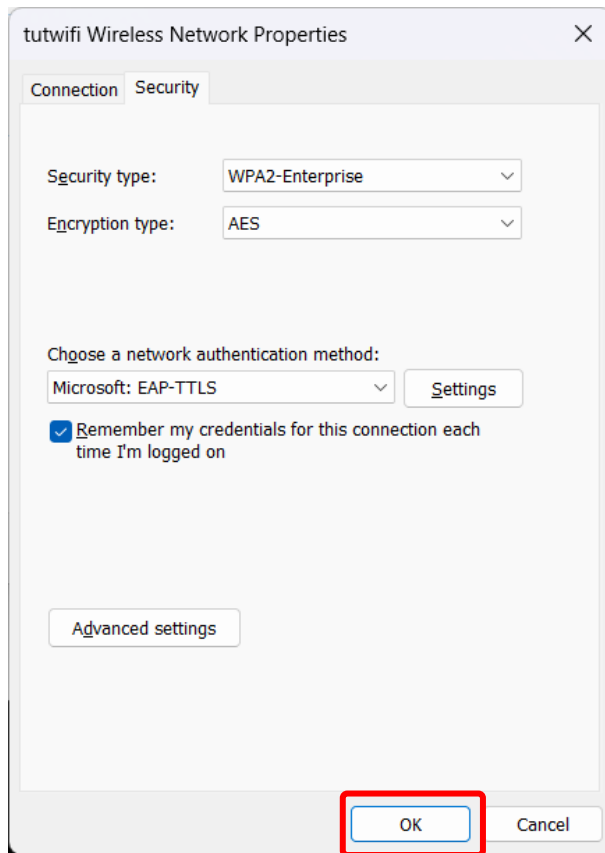 tutwifi Wireless Network Properties
Connection Security
Security type: WPA2-Enterprise
Encryption type: AES
Choose a network authentication method:
Microsoft: EAP-TTLS Settings
Remember my credentials for this connection each
time I'm logged on
Advanced settings
OK Cancel